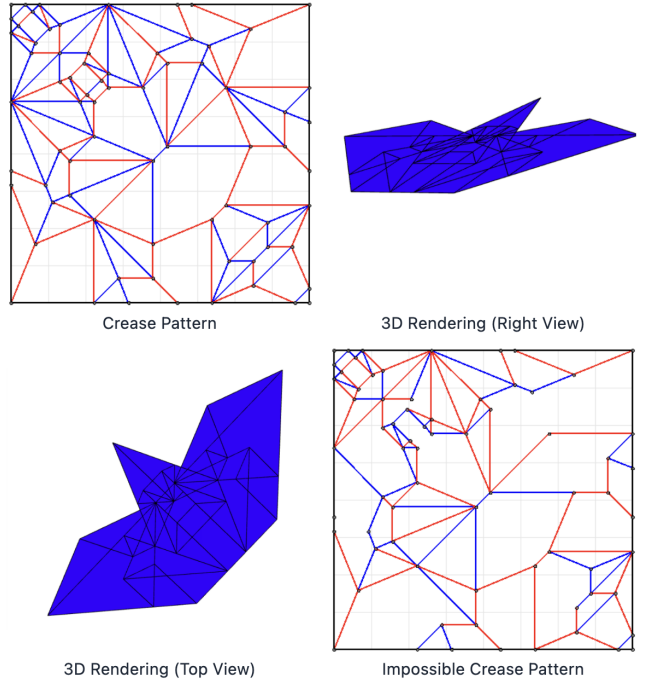 Crease Pattern
3D Rendering (Right View)
3D Rendering (Top View)
Impossible Crease Pattern